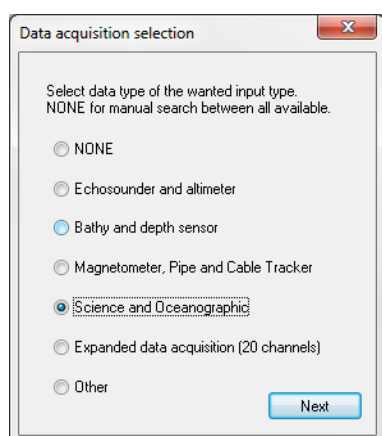 Data acquisition selection
Select data type of the wanted input type.
NONE for manual search between all available.
NONE
Echosounder and altimeter
Bathy and depth sensor
Magnetometer, Pipe and Cable Tracker
Science and Oceanographic
Expanded data acquisition (20 channels)
Other
Next